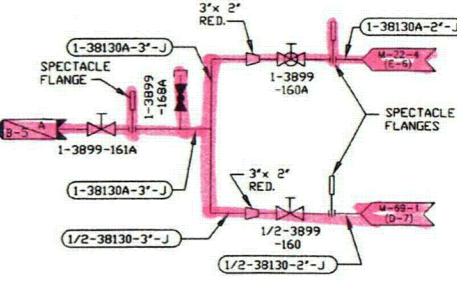 3"x 2"
RED.
1-38130A-3"-J
1-38130A-2"-J
SPECTACLE
FLANGE
1-3899
-168A
1-3899
-160A
M-22-4
(E-6)
A
B-5
1-3899-161A
SPECTACLE
FLANGES
1-38130A-3"-J
3"x 2"
RED.
M-69-1
(D-7)
1/2-38130-3"-J
1/2-3899
-160
1/2-38130-2"-J